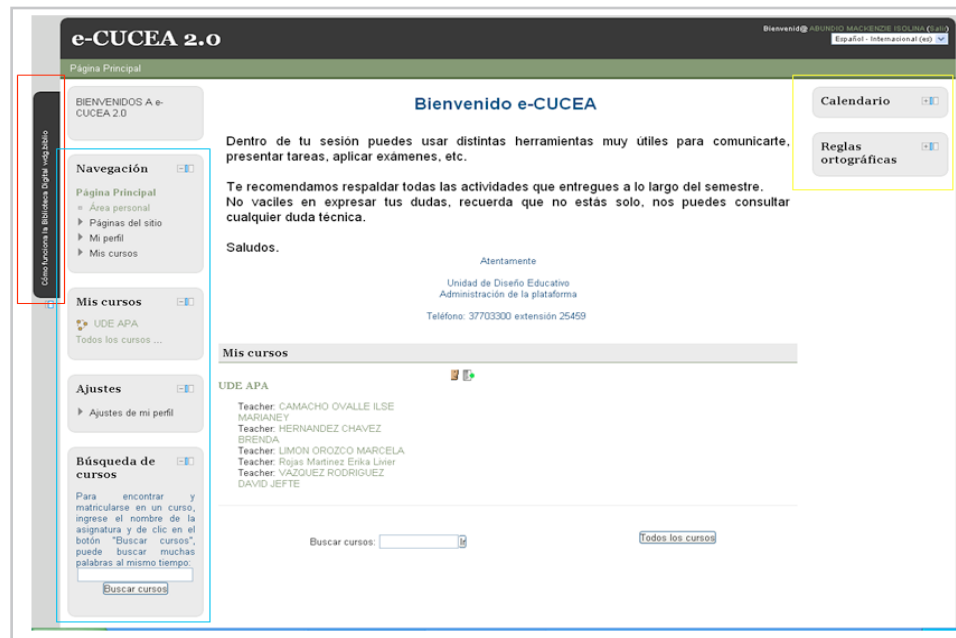 e-CUCEA 2.0
Bienvenid@ ABUNDIO MACKENZIE ISOLINA (Salir)
Español - Internacional (es)
Página Principal
Cómo funciona la Biblioteca Digital wdg.biblio
BIENVENIDOS A e-
CUCEA 2.0
Navegación
Página Principal
Área personal
Páginas del sitio
Mi perfil
Mis cursos
Mis cursos
UDE APA
Todos los cursos ...
Ajustes
Ajustes de mi perfil
Búsqueda de
cursos
Para encontrar y
matricularse en un curso,
ingrese el nombre de la
asignatura y de clic en el
botón "Buscar cursos",
puede buscar muchas
palabras al mismo tiempo:
Buscar cursos
Bienvenido e-CUCEA
Dentro de tu sesión puedes usar distintas herramientas muy útiles para comunicarte,
presentar tareas, aplicar exámenes, etc.
Te recomendamos respaldar todas las actividades que entregues a lo largo del semestre.
No vaciles en expresar tus dudas, recuerda que no estás solo, nos puedes consultar
cualquier duda técnica.
Saludos.
Atentamente
Unidad de Diseño Educativo
Administración de la plataforma
Teléfono: 37703300 extensión 25459
Mis cursos
UDE APA
Teacher: CAMACHO OVALLE ILSE
MARIANEY
Teacher: HERNANDEZ CHAVEZ
BRENDA
Teacher: LIMON OROZCO MARCELA
Teacher: Rojas Martinez Erika Livier
Teacher: VAZQUEZ RODRIGUEZ
DAVID JEFTE
Buscar cursos:
Ir
Todos los cursos
Calendario
Reglas
ortográficas